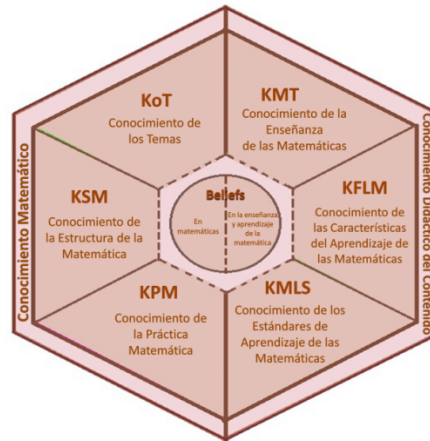 KoT
Conocimiento de
los Temas
KMT
Conocimiento de la
Enseñanza
de las Matemáticas
Conocimiento Matemático
KSM
Conocimiento de
la Estructura de la
Matemática
Beliefs
En
matemáticas
En la enseñanza
y aprendizaje
de la
matemática
KFLM
Conocimiento de
las Características
del Aprendizaje de
las Matemáticas
Conocimiento Didáctico del Contenido
KPM
Conocimiento de
la Práctica
Matemática
KMLS
Conocimiento de los
Estándares de
Aprendizaje de las
Matemáticas